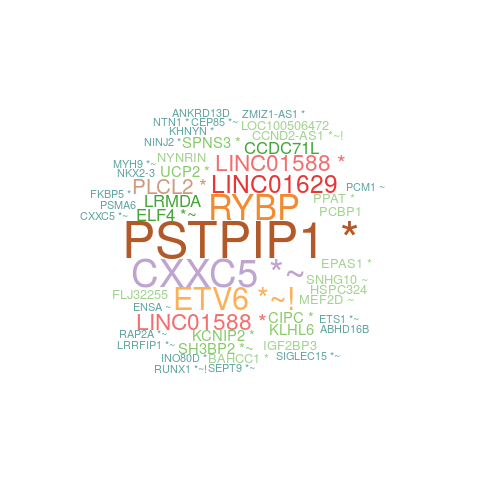 ANKRD13D
ZMIZ1-AS1 *
NTN1 * CEP85 *~
LOC100506472
KHNYN *
CCND2-AS1 *~!
NINJ2 * SPNS3 *
CCDC71L
NYNRIN
MYH9 *~
UCP2 *
LINC01588 *
NKX2-3
PLCL2 *
LINC01629
PCM1 ~
FKBP5 *
LRMDA
RYBP
PPAT *
PSMA6
PCBP1
CXXC5 *~
ELF4 *~
PSTPIP1 *
EPAS1 *
CXXC5 *~
SNHG10 ~
HSPC324
FLJ32255
ETV6 *~!
MEF2D ~
ENSA ~
LINC01588 *
CIPC *
ETS1 *~
RAP2A *~
KCNIP2 *
KLHL6
ABHD16B
LRRFIP1 *~
SH3BP2 *~
IGF2BP3
INO80D *
BAHCC1 *
SIGLEC15 *~
RUNX1 *~!
SEPT9 *~